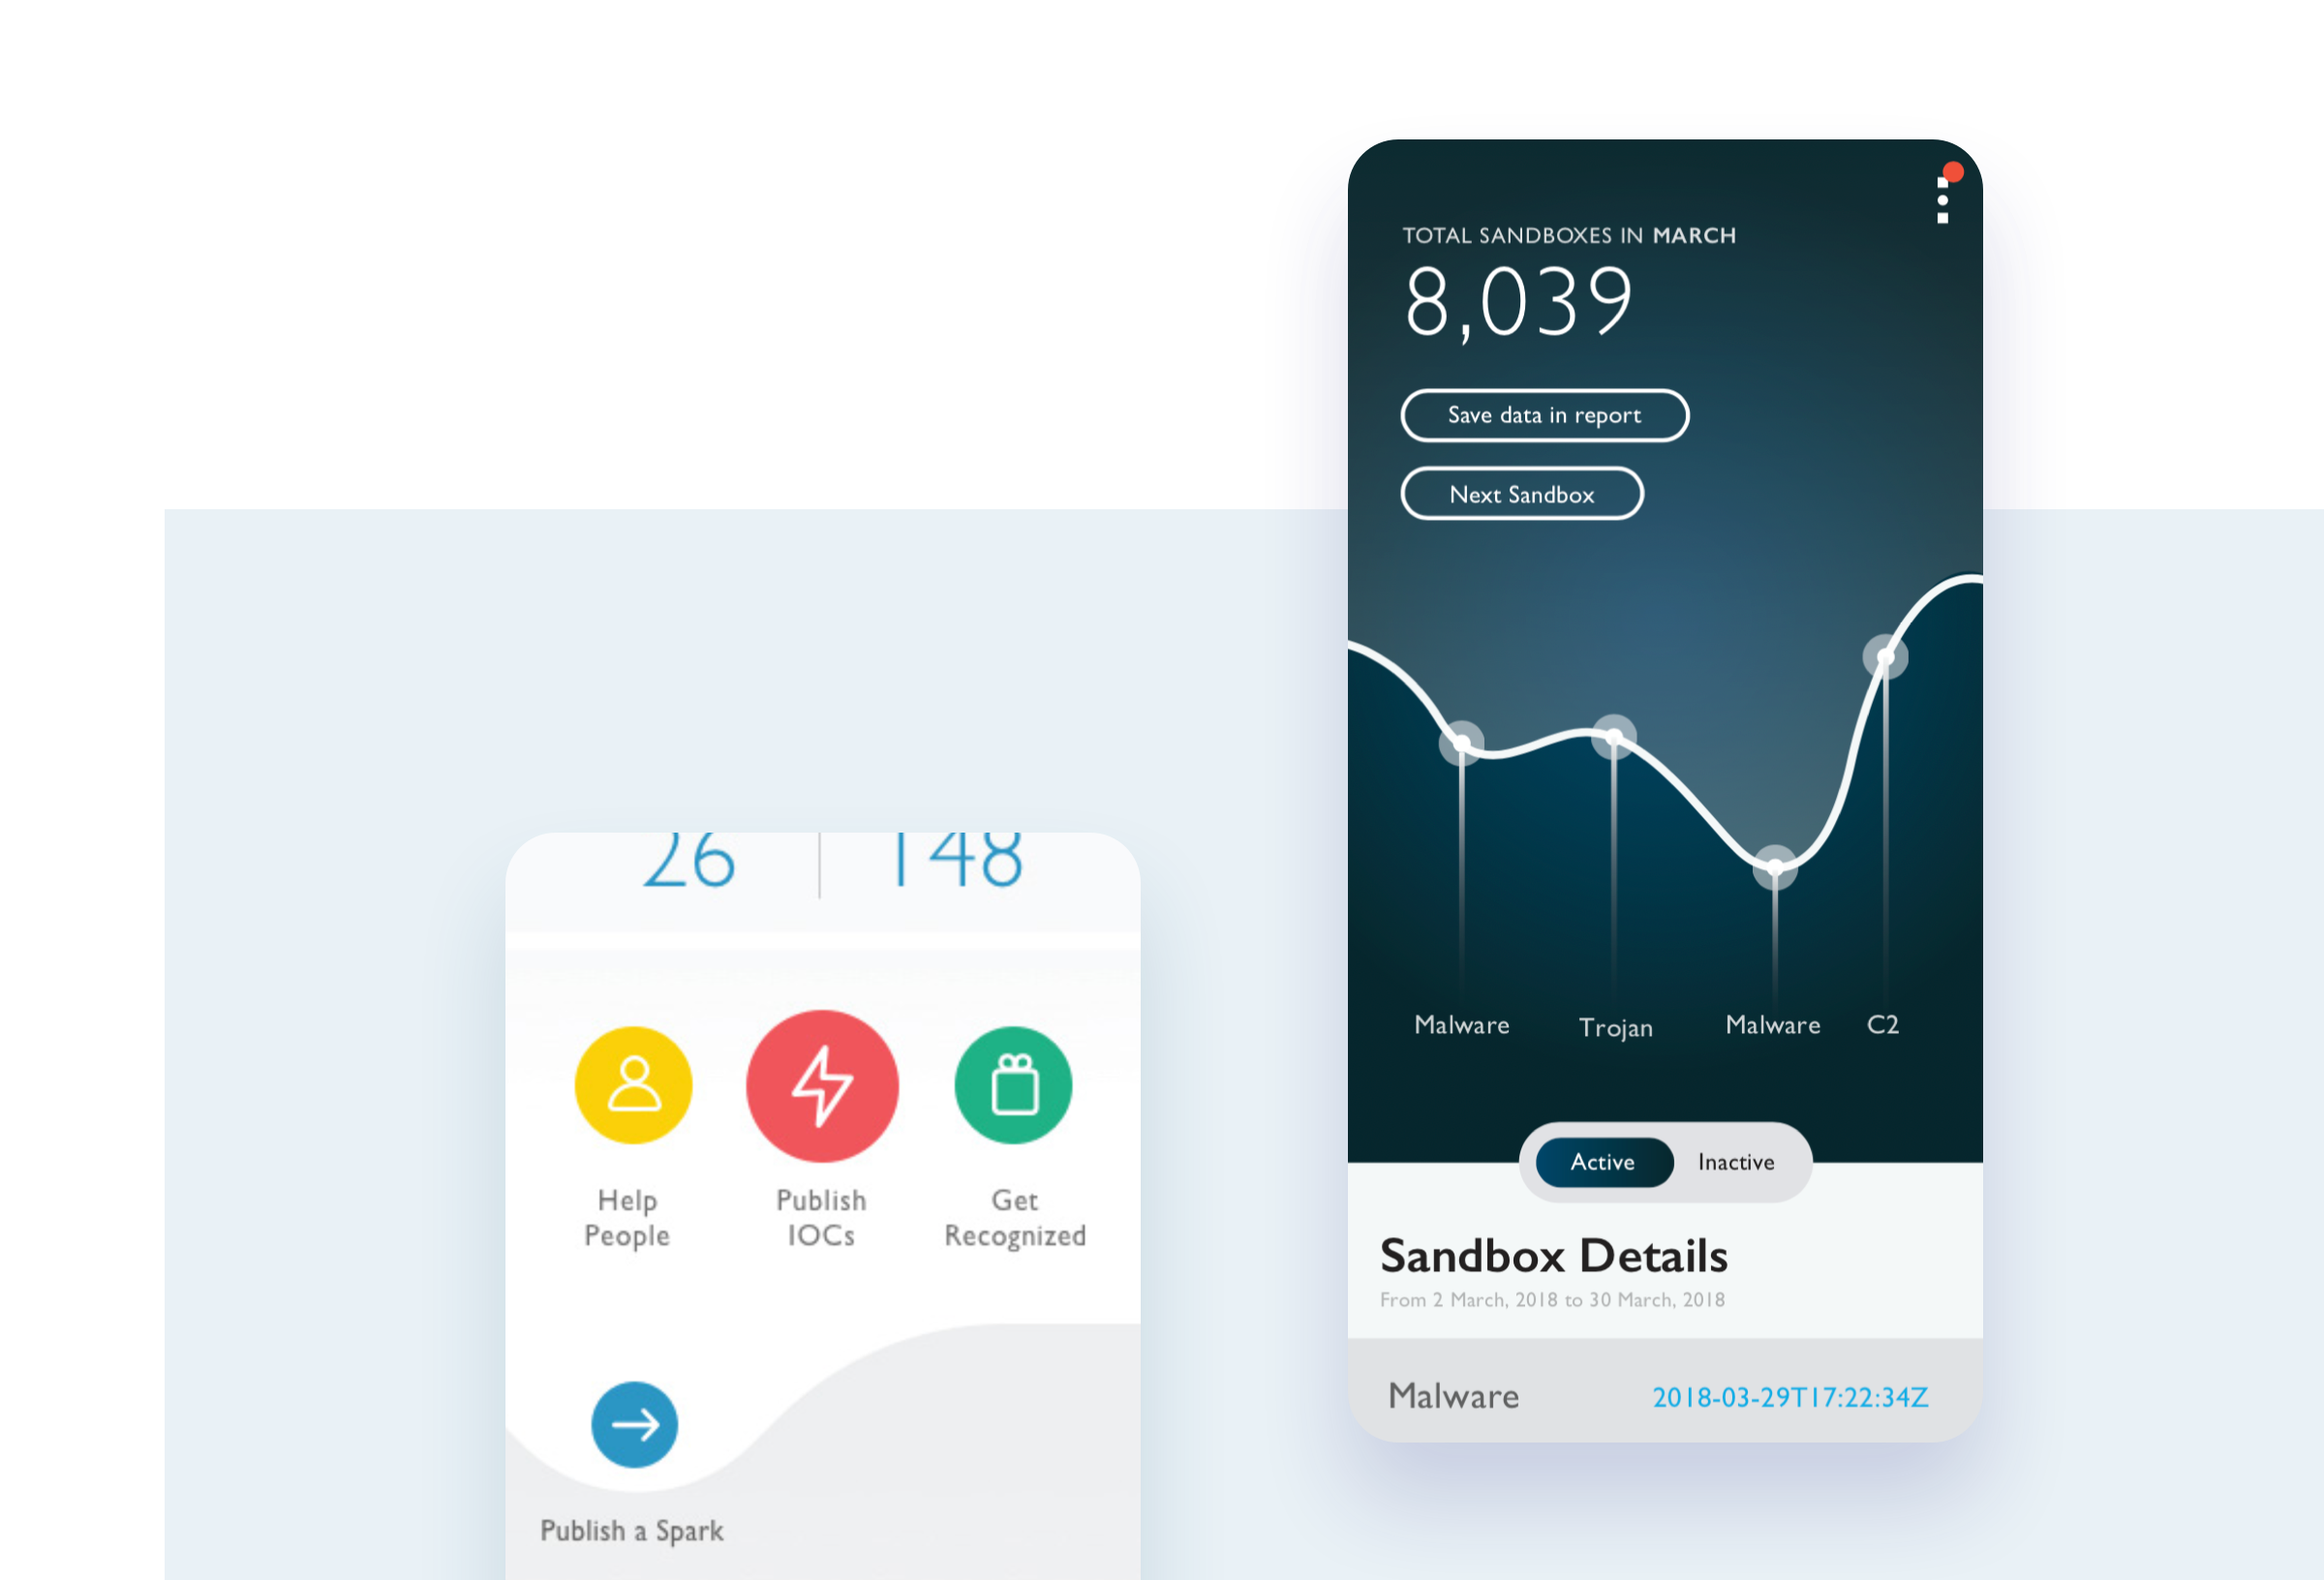 TOTAL SANDBOXES IN MARCH
8,039
Save data in report
Next Sandbox
Malware Trojan Malware C2
Active Inactive
Sandbox Details
From 2 March, 2018 to 30 March, 2018
Malware 2018-03-29T17:22:34Z
26 148
Help People
Publish IOCs
Get Recognized
Publish a Spark